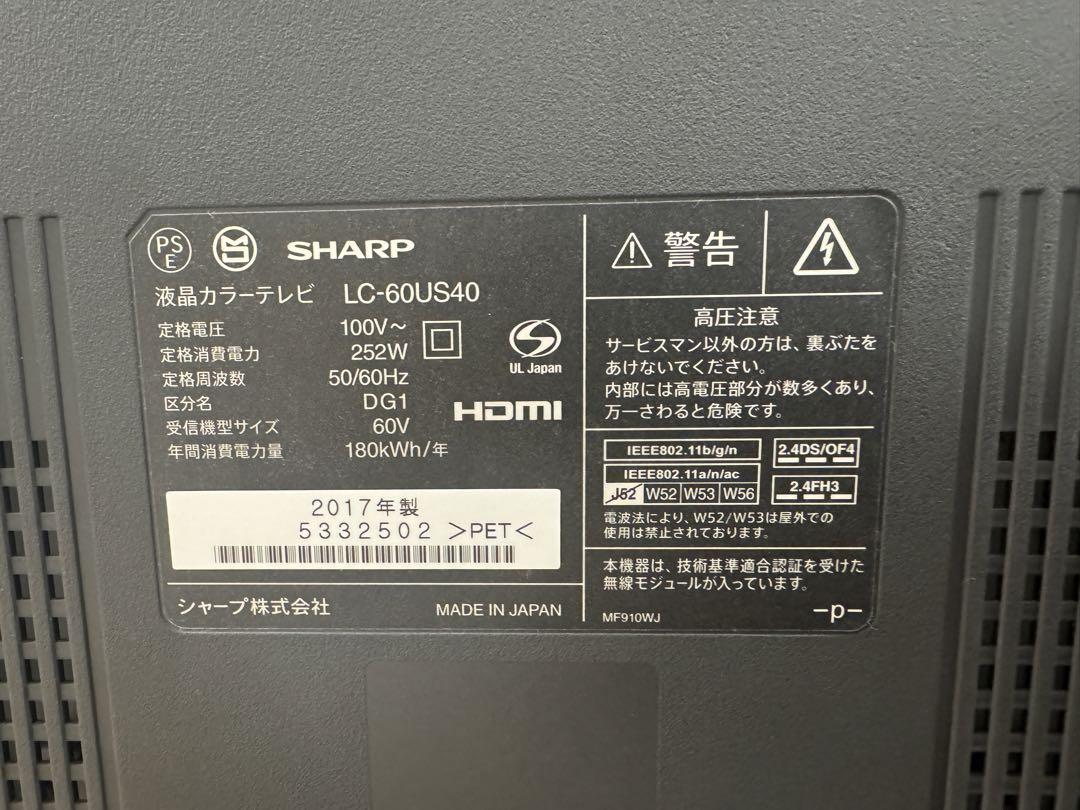 PS
E
SHARP
液晶カラーテレビ LC-60US40
定格電圧 100V～
定格消費電力 252W
定格周波数 50/60Hz
区分名 DG1
受信機型サイズ 60V
年間消費電力量 180kWh/年
UL Japan
HDMI
2017年製
5332502 >PET<
シャープ株式会社 MADE IN JAPAN
警告
高圧注意
サービスマン以外の方は、裏ぶたを
あけないでください。
内部には高電圧部分が数多くあり、
万一さわると危険です。
IEEE802.11b/g/n
IEEE802.11a/n/ac
J52 W52 W53 W56
2.4DS/OF4
2.4FH3
電波法により、W52/W53は屋外での
使用は禁止されております。
本機器は、技術基準適合認証を受けた
無線モジュールが入っています。
MF910WJ
-p-